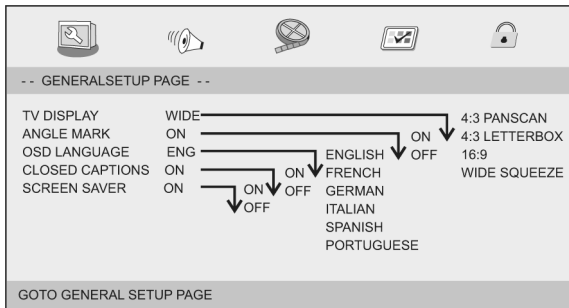 -- GENERALSETUP PAGE --
TV DISPLAY WIDE 4:3 PANSCAN
ANGLE MARK ON ON 4:3 LETTERBOX
OSD LANGUAGE ENG ENGLISH OFF 16:9
CLOSED CAPTIONS ON ON FRENCH WIDE SQUEEZE
SCREEN SAVER ON ON OFF GERMAN
OFF ITALIAN
SPANISH
PORTUGUESE
GOTO GENERAL SETUP PAGE